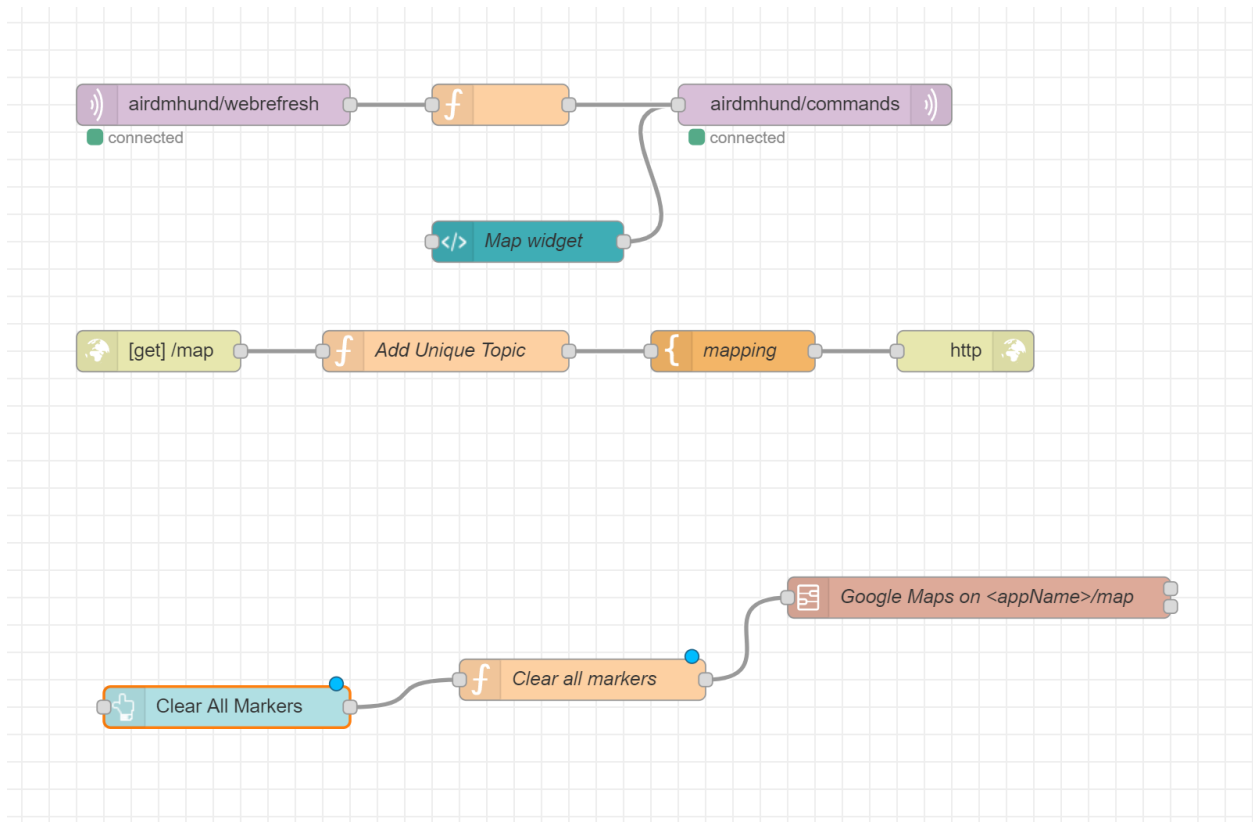 airdmhund/webrefresh
airdmhund/commands
connected
connected
Map widget
[get] /map
Add Unique Topic
mapping
http
Google Maps on <appName>/map
Clear all markers
Clear All Markers